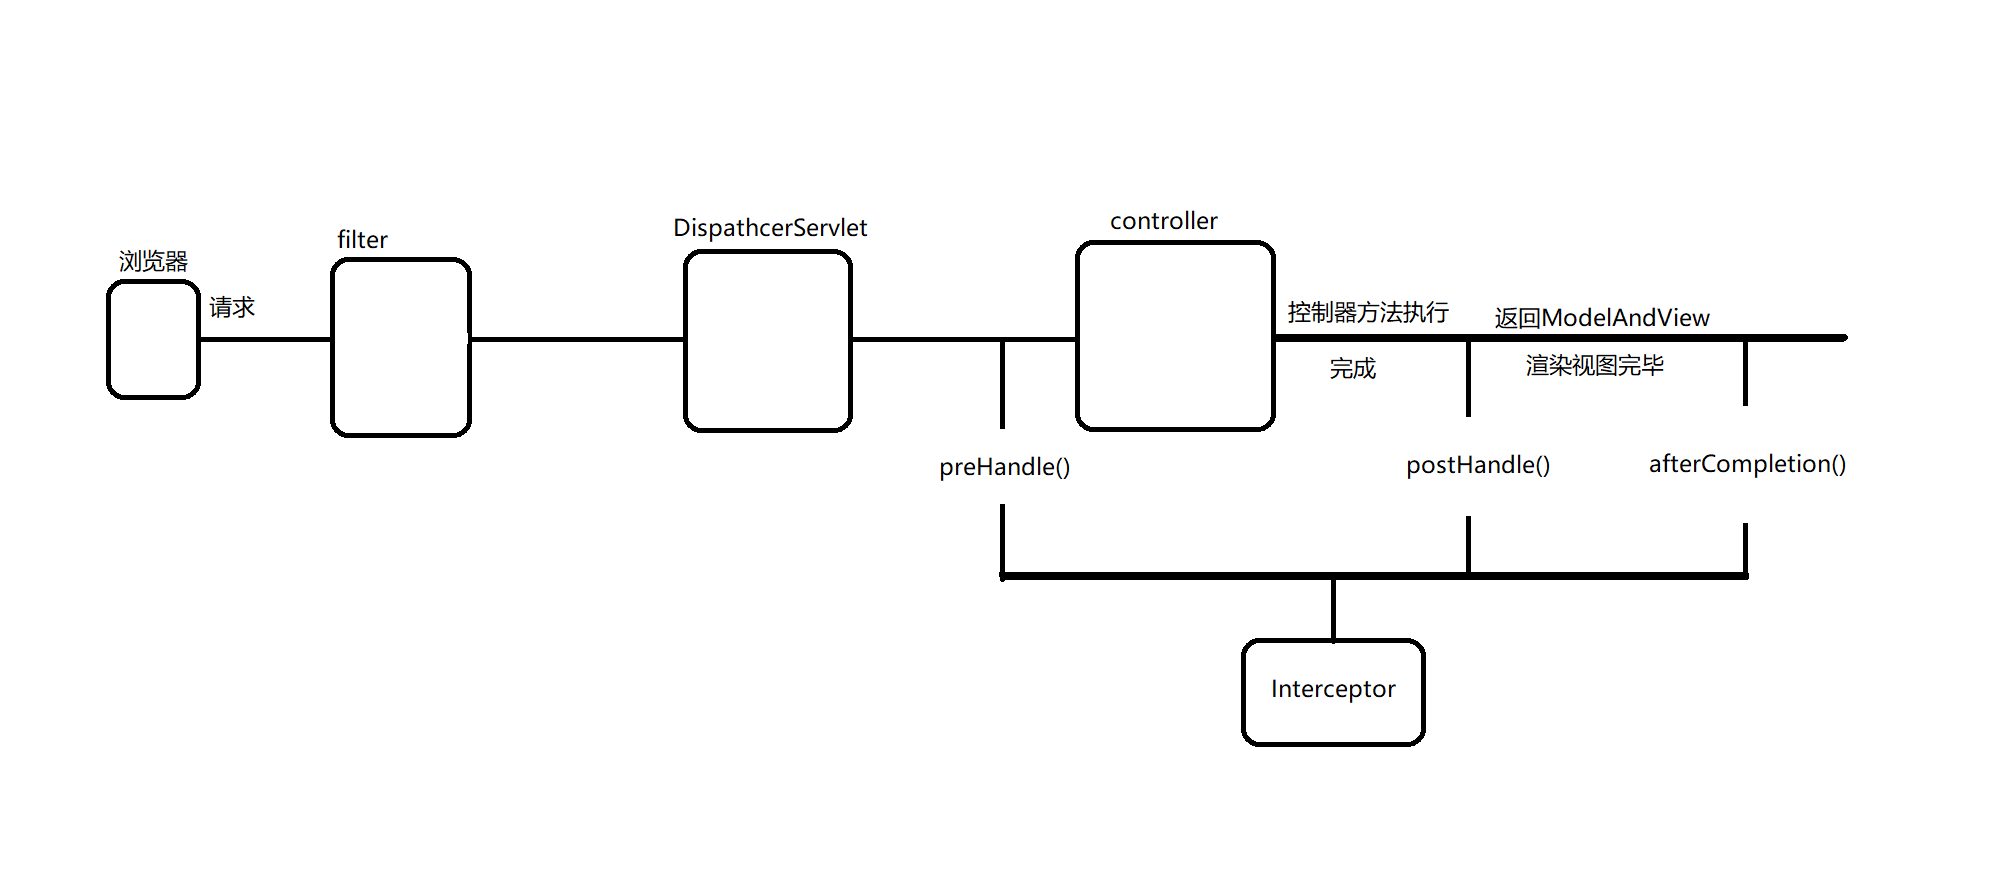 浏览器
请求
filter
DispathcerServlet
controller
控制器方法执行
完成
返回ModelAndView
渲染视图完毕
preHandle()
postHandle()
afterCompletion()
Interceptor